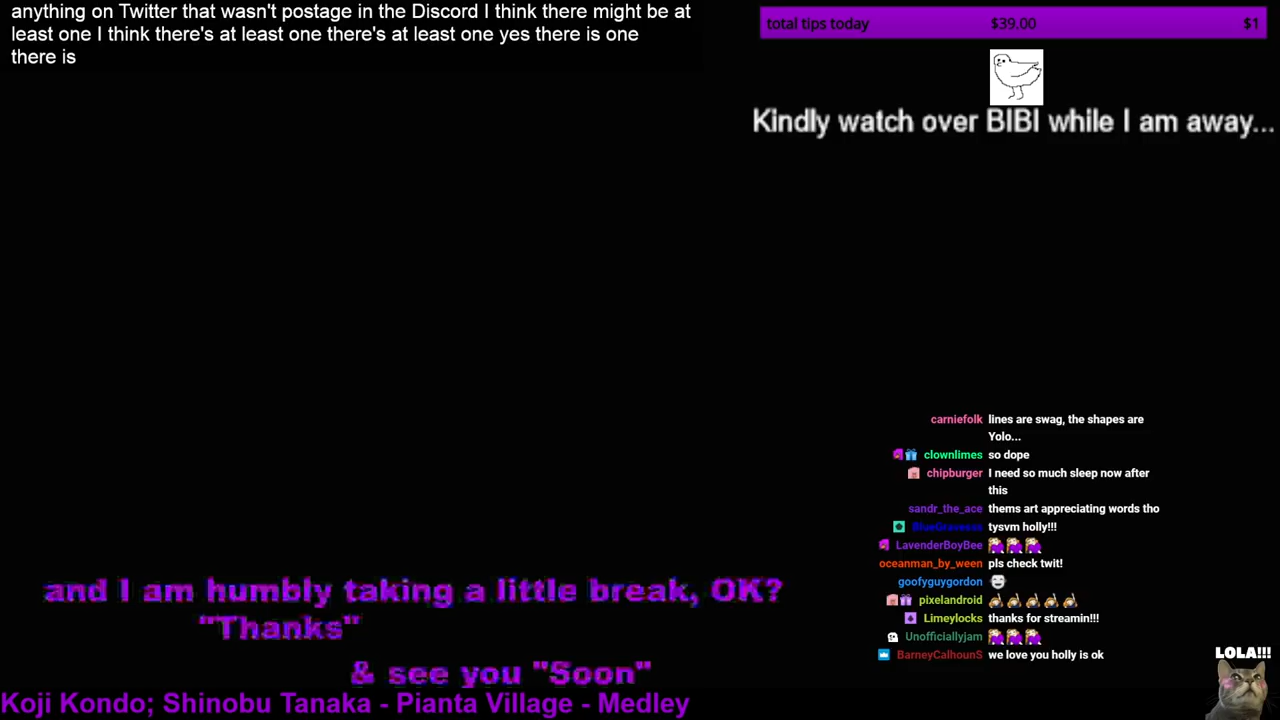 anything on Twitter that wasn't postage in the Discord I think there might be at
least one I think there's at least one there's at least one yes there is one
there is
total tips today $39.00 $1
Kindly watch over BIBI while I am away...
carniefolk lines are swag, the shapes are
Yolo...
clownlimes so dope
chipburger I need so much sleep now after
this
sandr_the_ace thems art appreciating words tho
tysvm holly!!!
LavenderBoyBee
oceanman_by_ween pls check twit!
goofyguygordon
pixelandroid
Limeylocks thanks for streamin!!!
Unofficiallyjam
BarneyCalhounS we love you holly is ok
and I am humbly taking a little break, OK?
"Thanks"
& see you "Soon"
LOLA!!!
Koji Kondo; Shinobu Tanaka - Pianta Village - Medley